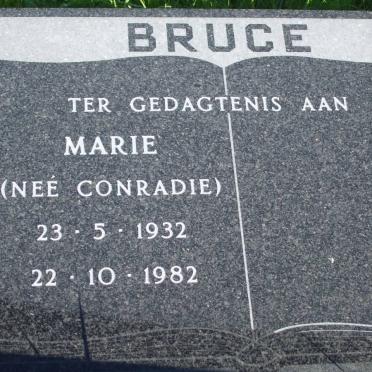 BRUCE
TER GEDAGTENIS AAN
MARIE
(NEÉ CONRADIE)
23 · 5 · 1932
22 · 10 · 1982